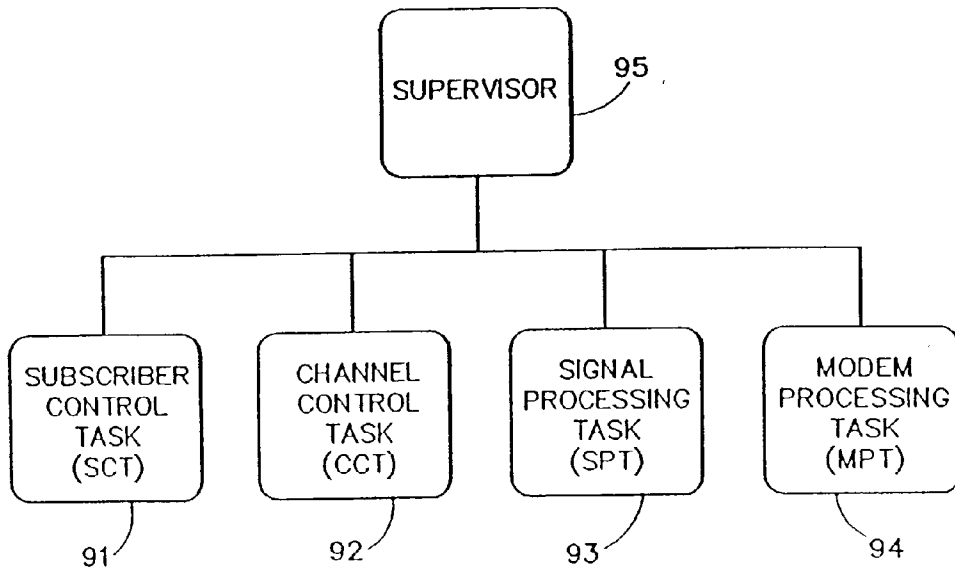 SUPERVISOR
95
SUBSCRIBER
CONTROL
TASK
(SCT)
CHANNEL
CONTROL
TASK
(CCT)
SIGNAL
PROCESSING
TASK
(SPT)
MODEM
PROCESSING
TASK
(MPT)
91
92
93
94